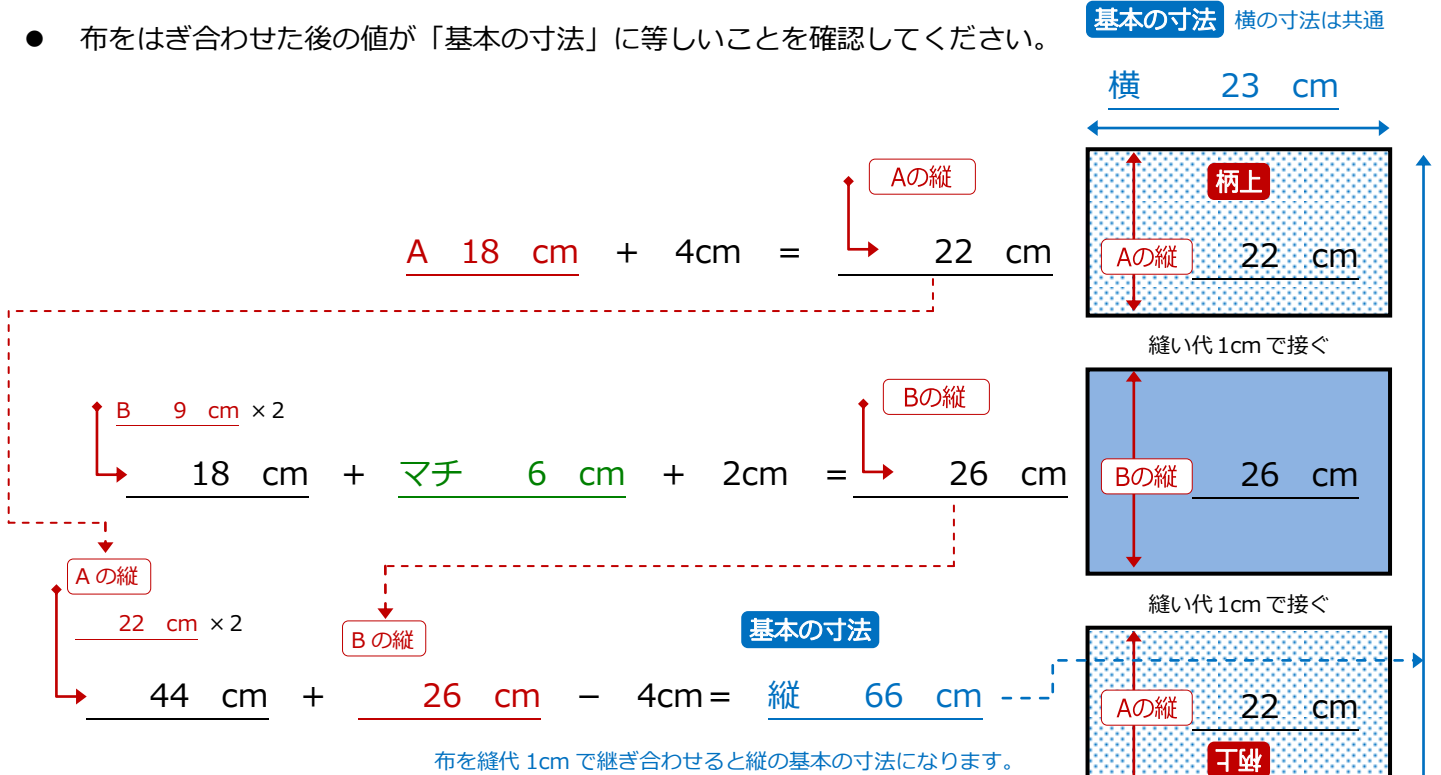 ● 布をはぎ合わせた後の値が「基本の寸法」に等しいことを確認してください。
基本の寸法 横の寸法は共通
横 23 cm
柄上
Aの縦
A 18 cm + 4cm = 22 cm
Aの縦 22 cm
縫い代 1cm で接ぐ
Bの縦
B 9 cm ×2
18 cm + マチ 6 cm + 2cm = 26 cm
Bの縦 26 cm
A の縦
縫い代 1cm で接ぐ
22 cm ×2
B の縦
基本の寸法
44 cm + 26 cm － 4cm= 縦 66 cm
Aの縦 22 cm
柄上
布を縫代 1cm で継ぎ合わせると縦の基本の寸法になります。